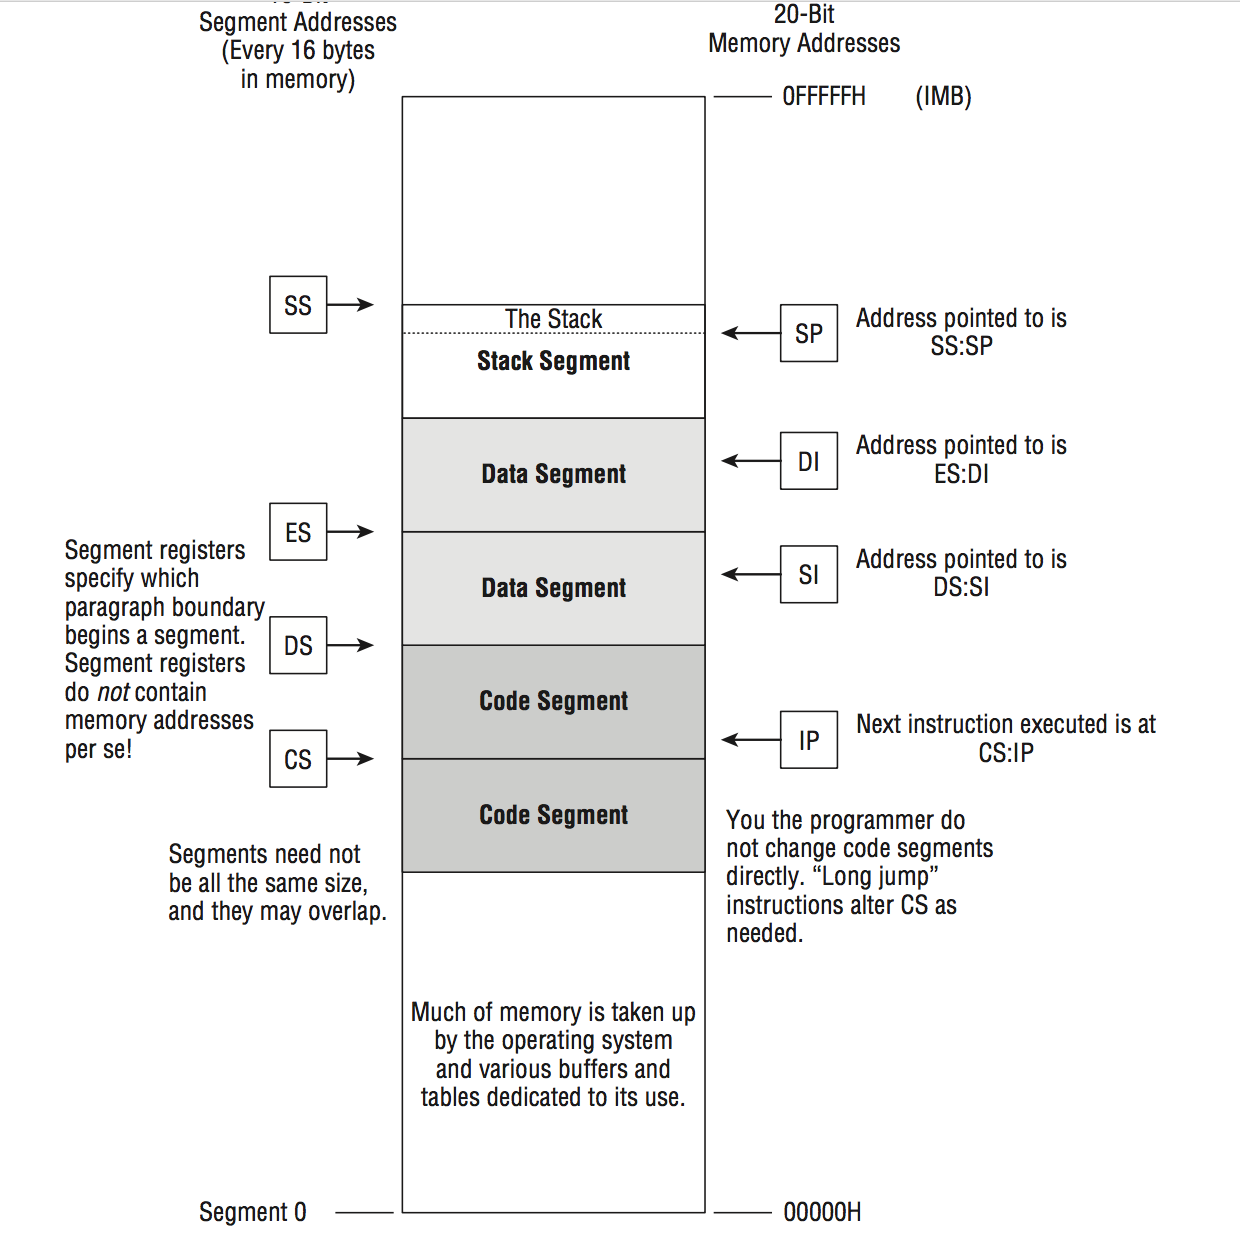 Segment Addresses
(Every 16 bytes
in memory)
20-Bit
Memory Addresses
0FFFFFH (IMB)
SS
The Stack
Stack Segment
SP
Address pointed to is
SS:SP
Data Segment
DI
Address pointed to is
ES:DI
ES
Data Segment
SI
Address pointed to is
DS:SI
Segment registers
specify which
paragraph boundary
begins a segment.
Segment registers
do not contain
memory addresses
per se!
DS
Code Segment
CS
IP
Next instruction executed is at
CS:IP
Code Segment
Segments need not
be all the same size,
and they may overlap.
You the programmer do
not change code segments
directly. “Long jump”
instructions alter CS as
needed.
Much of memory is taken up
by the operating system
and various buffers and
tables dedicated to its use.
Segment 0
00000H